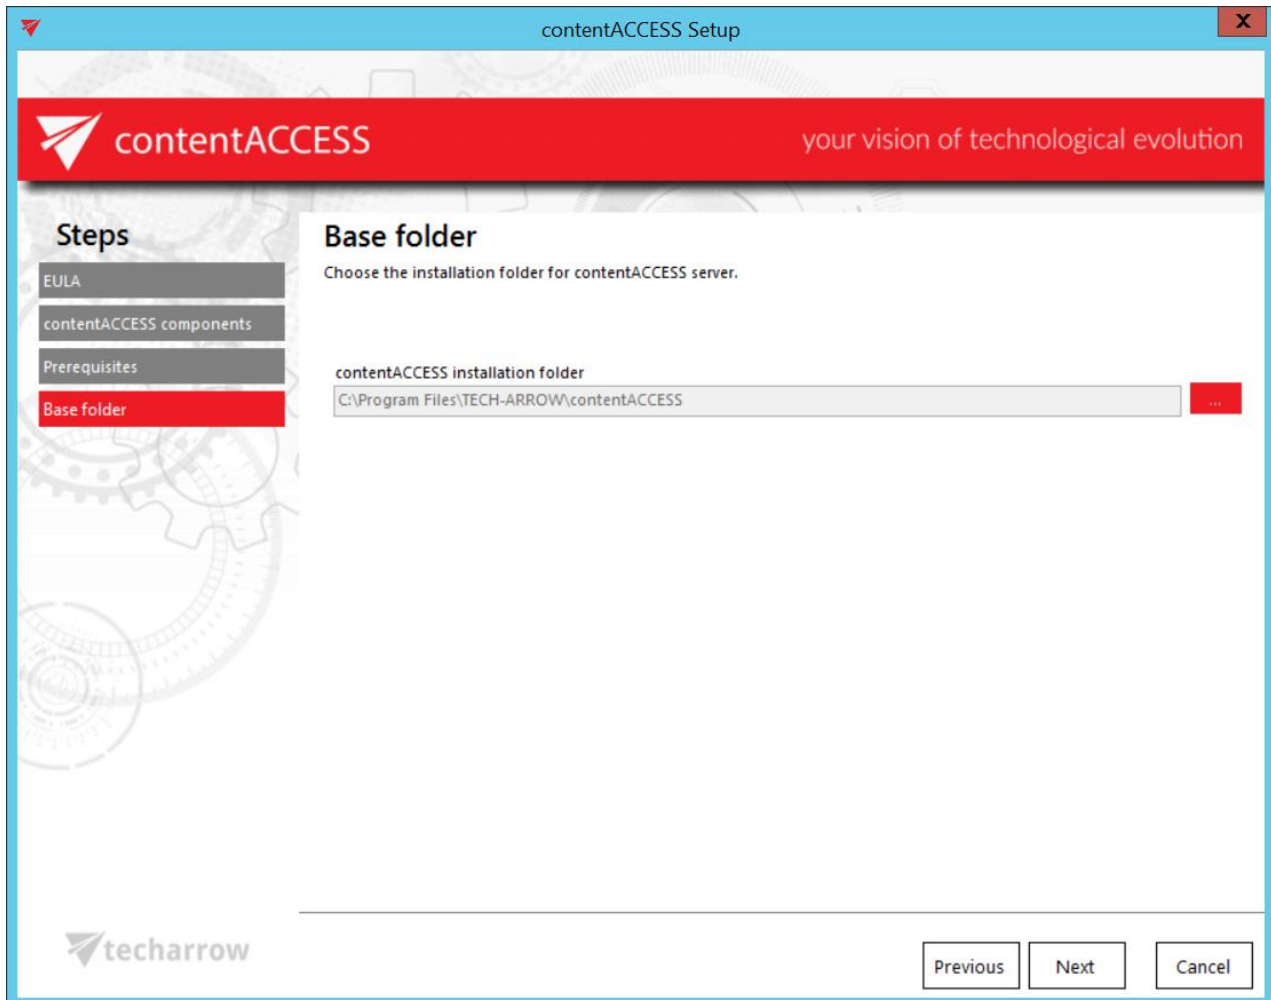 contentACCESS Setup
X
contentACCESS
your vision of technological evolution
Steps
EULA
contentACCESS components
Prerequisites
Base folder
Base folder
Choose the installation folder for contentACCESS server.
contentACCESS installation folder
C:\Program Files\TECH-ARROW\contentACCESS
...
techarrow
Previous
Next
Cancel